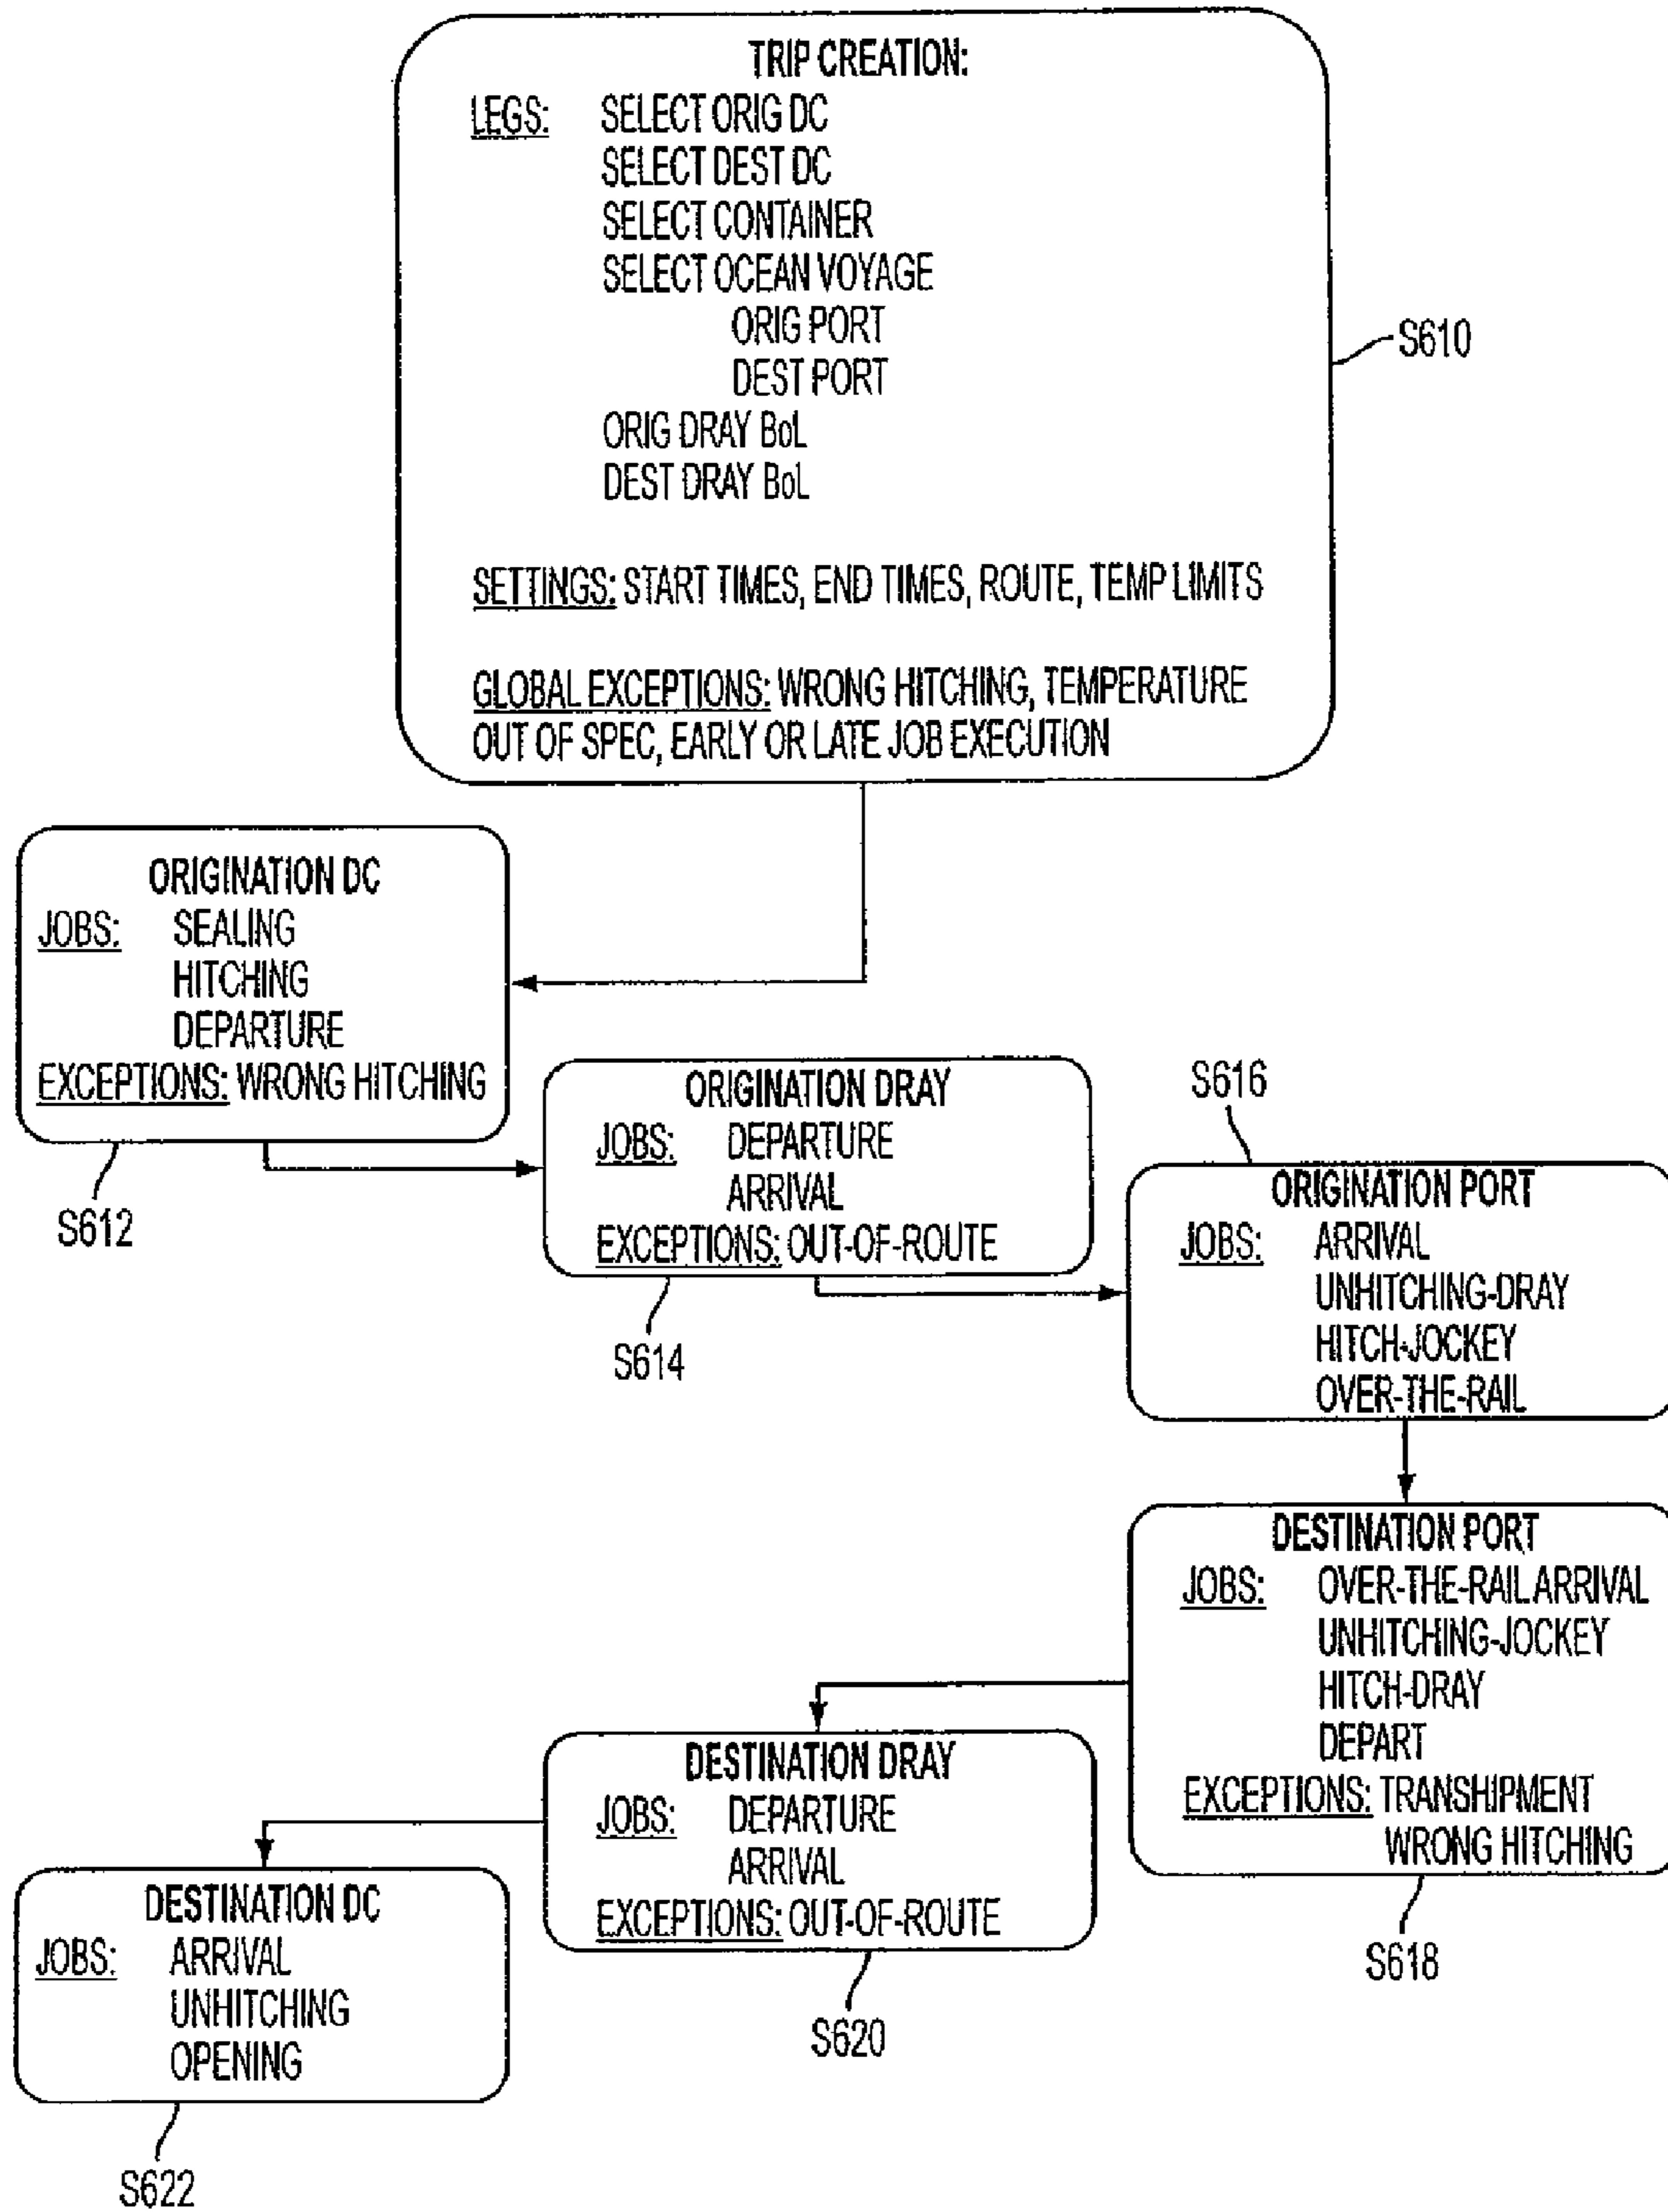 TRIP CREATION:
LEGS: SELECT ORIG DC
SELECT DEST DC
SELECT CONTAINER
SELECT OCEAN VOYAGE
ORIG PORT
DEST PORT
ORIG DRAY BoL
DEST DRAY BoL
SETTINGS: START TIMES, END TIMES, ROUTE, TEMP LIMITS
GLOBAL EXCEPTIONS: WRONG HITCHING, TEMPERATURE
OUT OF SPEC, EARLY OR LATE JOB EXECUTION
S610
ORIGINATION DC
JOBS: SEALING
HITCHING
DEPARTURE
EXCEPTIONS: WRONG HITCHING
S612
ORIGINATION DRAY
JOBS: DEPARTURE
ARRIVAL
EXCEPTIONS: OUT-OF-ROUTE
S614
S616
ORIGINATION PORT
JOBS: ARRIVAL
UNHITCHING-DRAY
HITCH-JOCKEY
OVER-THE-RAIL
DESTINATION PORT
JOBS: OVER-THE-RAIL ARRIVAL
UNHITCHING-JOCKEY
HITCH-DRAY
DEPART
EXCEPTIONS: TRANSHIPMENT
WRONG HITCHING
S618
DESTINATION DRAY
JOBS: DEPARTURE
ARRIVAL
EXCEPTIONS: OUT-OF-ROUTE
S620
DESTINATION DC
JOBS: ARRIVAL
UNHITCHING
OPENING
S622